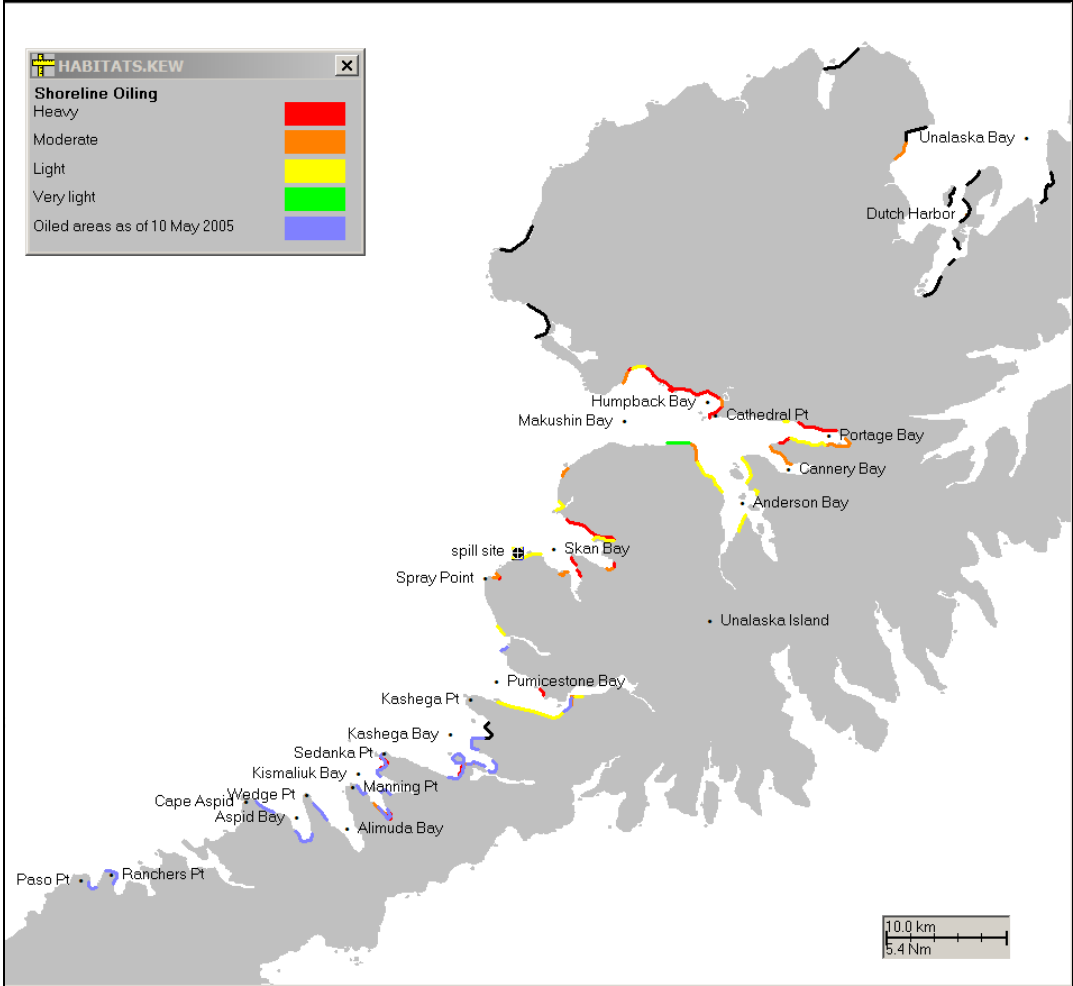 HABITATS.KEW
Shoreline Oiling
Heavy
Moderate
Light
Very light
Oiled areas as of 10 May 2005
Unalaska Bay
Dutch Harbor
Humpback Bay
Cathedral Pt
Makushin Bay
Portage Bay
Cannery Bay
Anderson Bay
spill site
Skan Bay
Spray Point
Unalaska Island
Pumicestone Bay
Kashega Pt
Kashega Bay
Sedanka Pt
Kismaliuk Bay
Manning Pt
Wedge Pt
Cape Aspid
Aspid Bay
Alimuda Bay
Paso Pt
Ranchers Pt
10.0 km
5.4 Nm